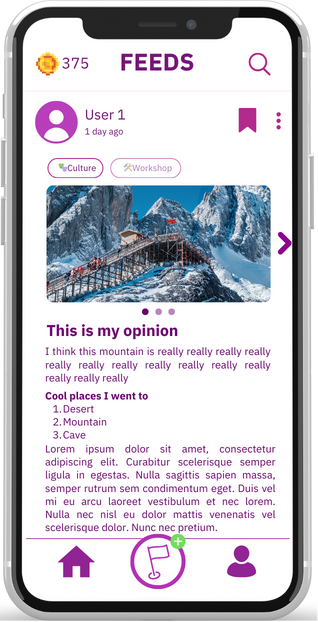 375
FEEDS
User 1
1 day ago
Culture
Workshop
This is my opinion
I think this mountain is really really really really
really really really really really really really
really really really
Cool places I went to
1. Desert
2. Mountain
3. Cave
Lorem ipsum dolor sit amet, consectetur
adipiscing elit. Curabitur scelerisque semper
ligula in egestas. Nulla sagittis sapien massa,
semper rutrum sem condimentum eget. Duis vel
mi eu arcu laoreet vestibulum et nec lorem.
Nulla nec nisl eu dolor mattis venenatis vel
scelerisque dolor. Nunc nec pretium.